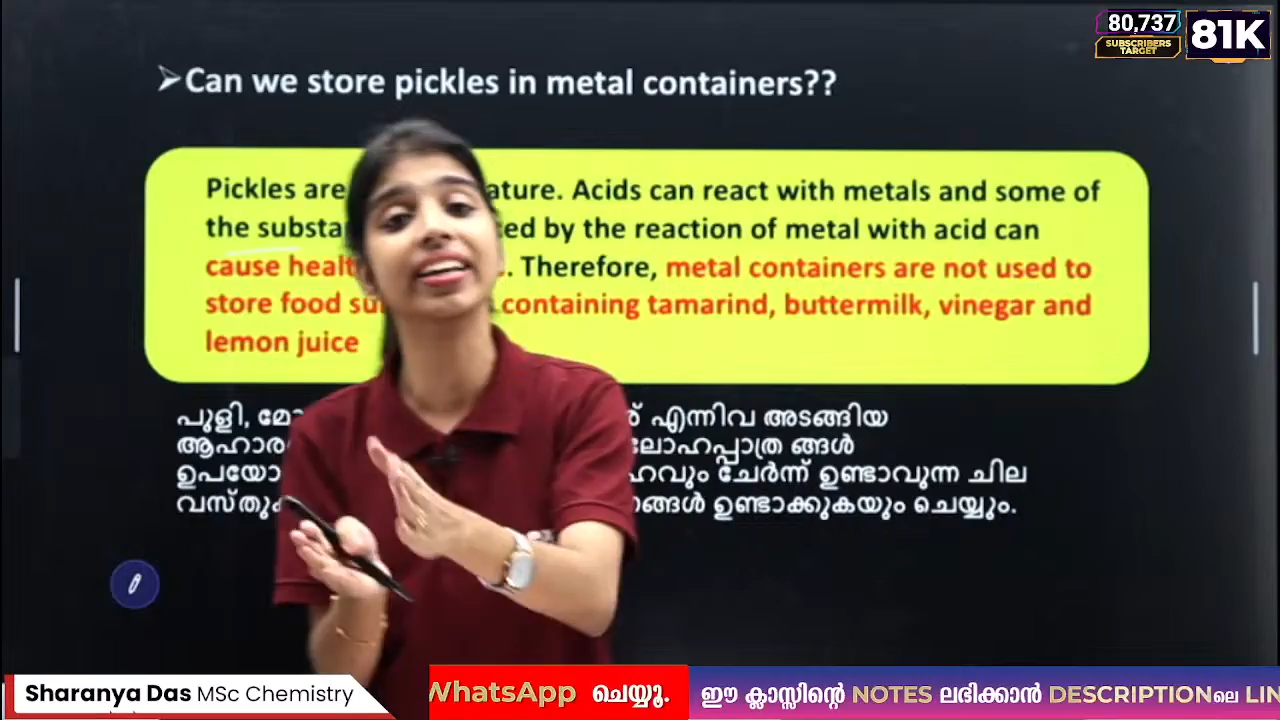 80,737
SUBSCRIBERS
TARGET
81K
➤Can we store pickles in metal containers??
Pickles are ature. Acids can react with metals and some of
the substa ed by the reaction of metal with acid can
cause healt . Therefore, metal containers are not used to
store food su containing tamarind, buttermilk, vinegar and
lemon juice
പുളി, മോ ര് എന്നിവ അടങ്ങിയ
ആഹാര ലോഹപ്പാത്ര ങ്ങൾ
ഉപയോ ഹവും ചേർന്ന് ഉണ്ടാവുന്ന ചില
വസ്തു ങ്ങൾ ഉണ്ടാക്കുകയും ചെയ്യും.
Sharanya Das MSc Chemistry
WhatsApp ചെയ്യൂ.
ഈ ക്ലാസ്സിന്റെ NOTES ലഭിക്കാൻ DESCRIPTIONലെ LIN